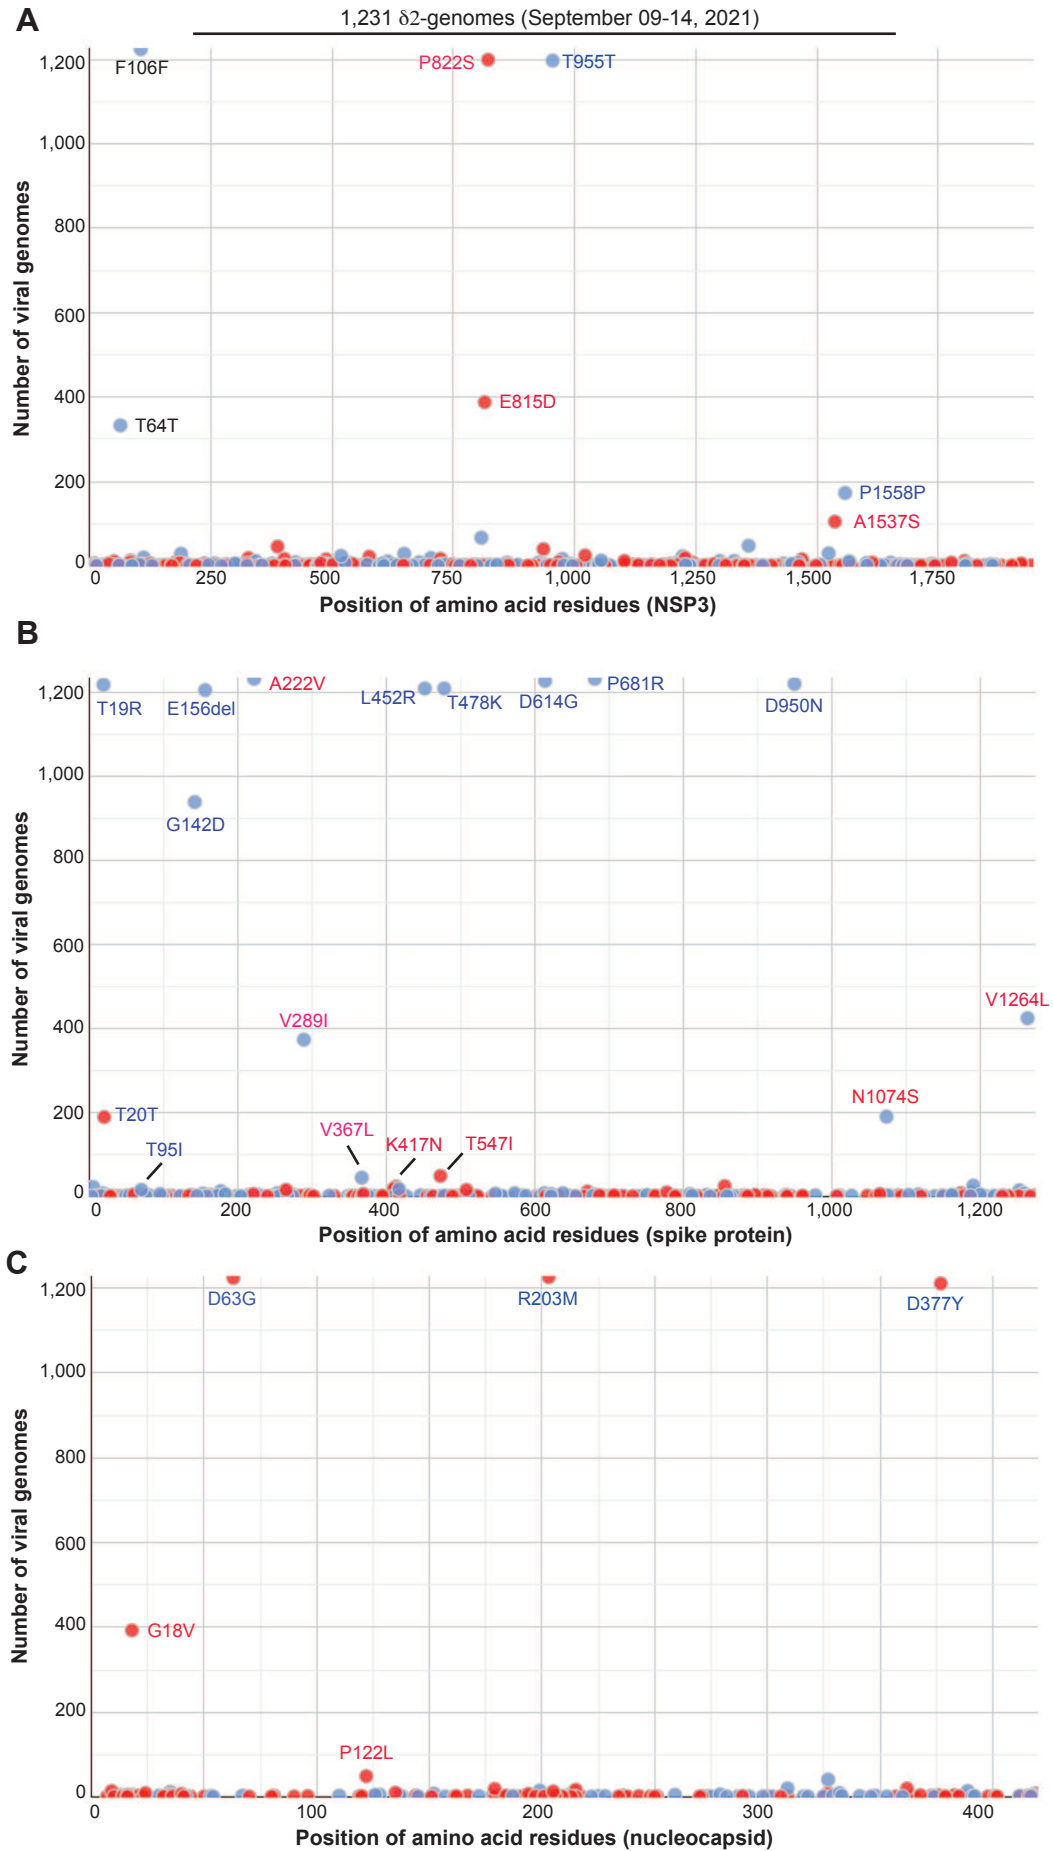 A
1,231 δ2-genomes (September 09-14, 2021)
1,200
F106F
P822S
T955T
1,000
800
600
400
E815D
T64T
200
P1558P
A1537S
0
0 250 500 750 1,000 1,250 1,500 1,750
Number of viral genomes
Position of amino acid residues (NSP3)
B
1,200
T19R
E156del
A222V
L452R
T478K
D614G
P681R
D950N
1,000
G142D
800
600
400
V289I
V1264L
200
T20T
T95I
V367L
K417N
T547I
N1074S
0
0 200 400 600 800 1,000 1,200
Number of viral genomes
Position of amino acid residues (spike protein)
C
1,200
D63G
R203M
D377Y
1,000
800
600
400
G18V
200
P122L
0
0 100 200 300 400
Number of viral genomes
Position of amino acid residues (nucleocapsid)